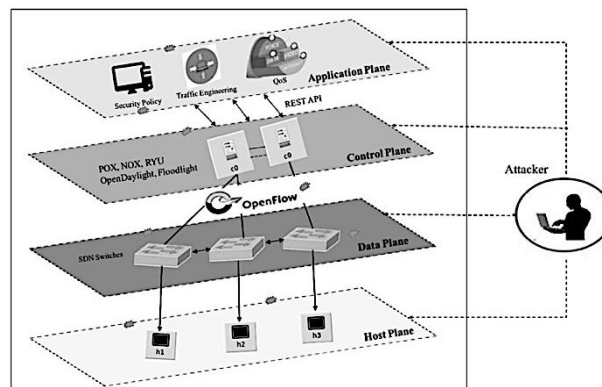 Security Policy
Traffic Engineering
QoS
Application Plane
REST API
POX, NOX, RYU
OpenDaylight, Floodlight
c0
c0
Control Plane
Attacker
OpenFlow
SDN Switches
Data Plane
h1
h2
h3
Host Plane